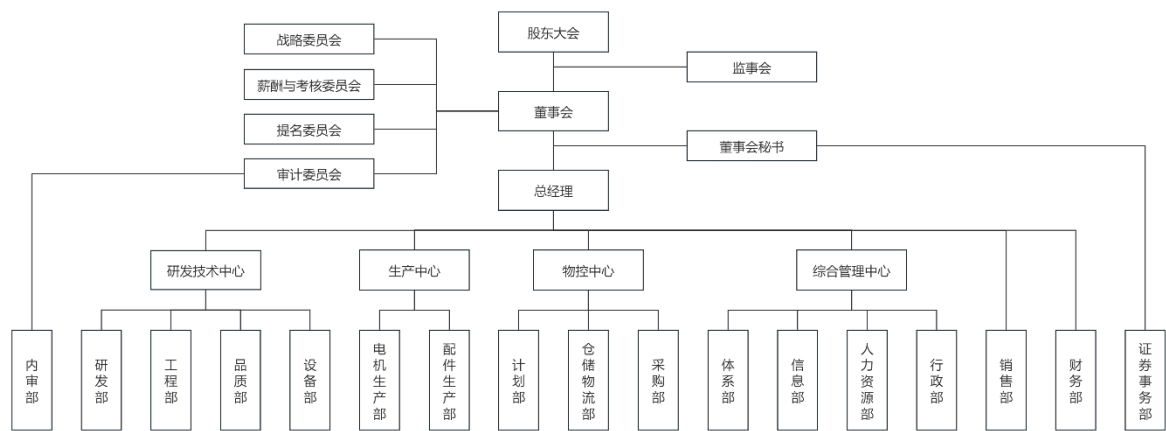 股东大会
战略委员会
监事会
薪酬与考核委员会
董事会
提名委员会
董事会秘书
审计委员会
总经理
研发技术中心
生产中心
物控中心
综合管理中心
内审部
研发部
工程部
品质部
设备部
电机生产部
配件生产部
计划部
仓储物流部
采购部
体系部
信息部
人力资源部
行政部
销售部
财务部
证券事务部